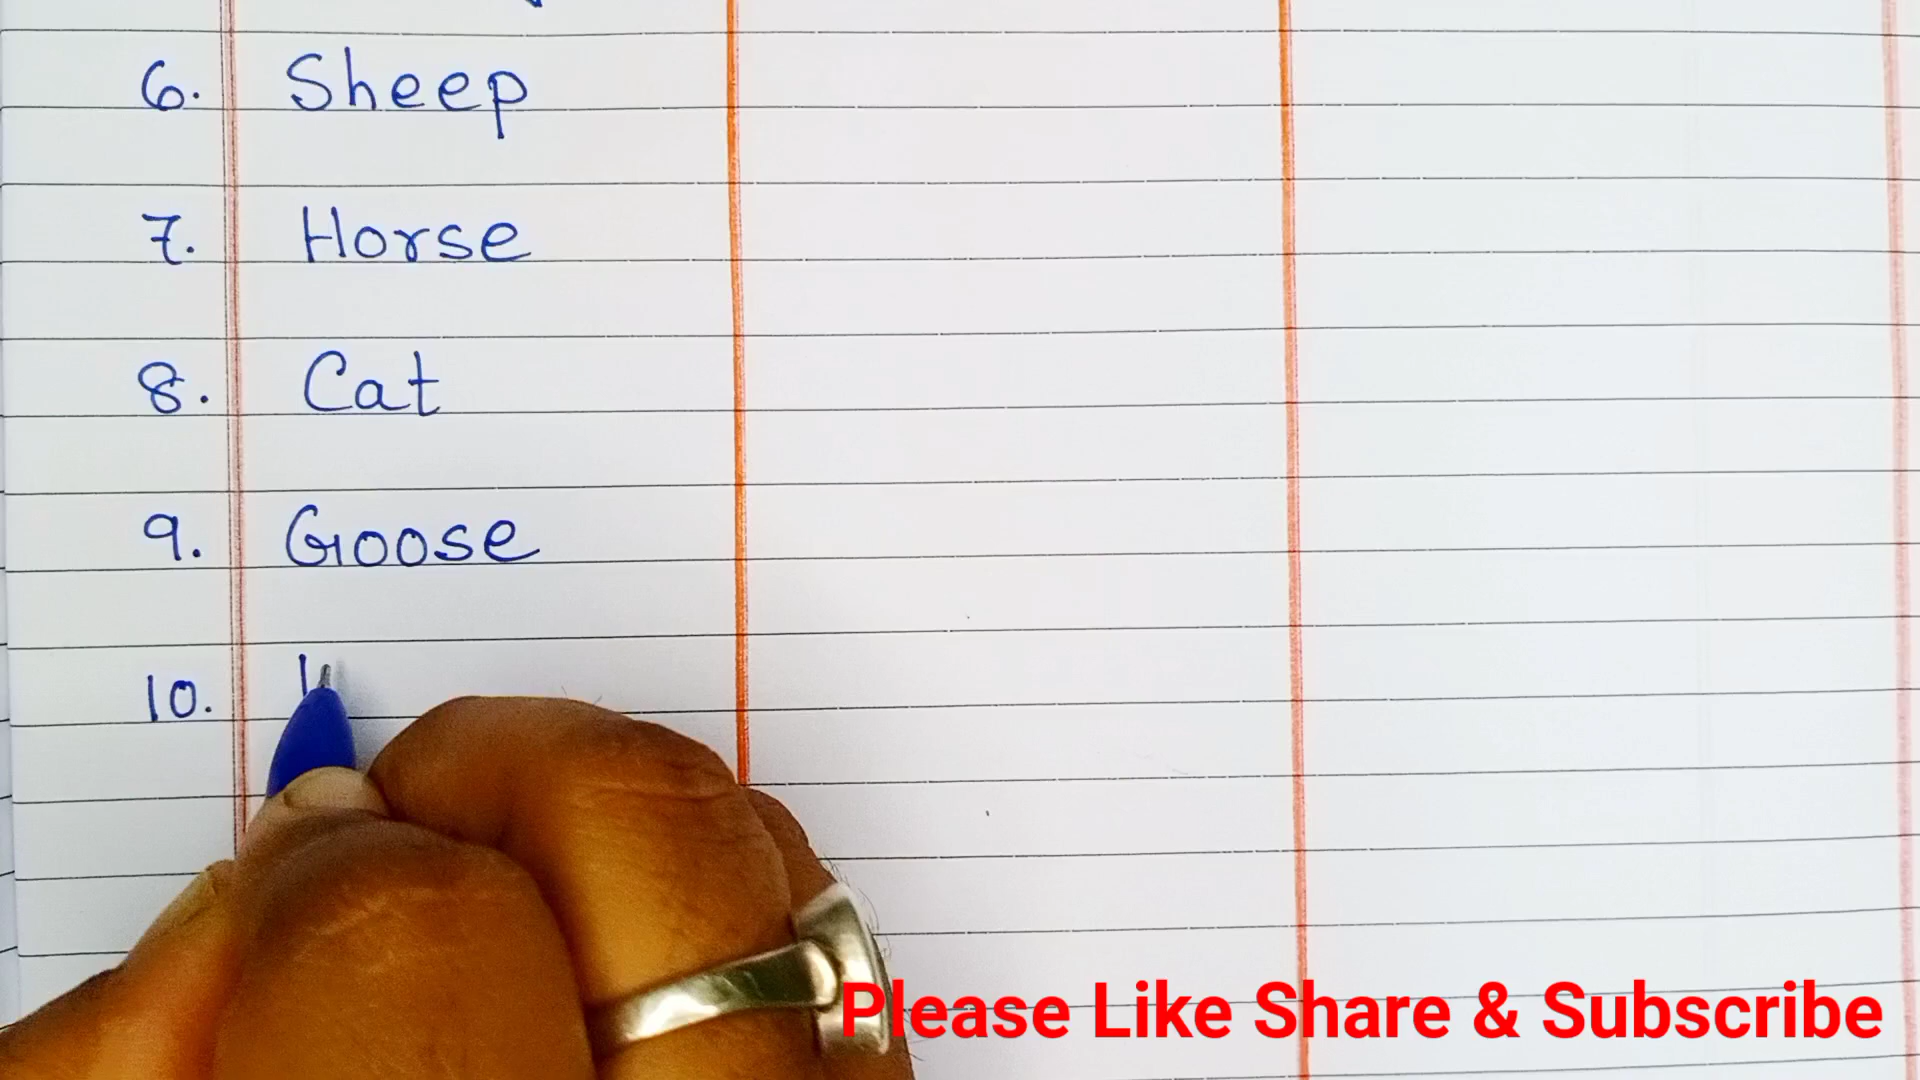 6. Sheep
7. Horse
8. Cat
9. Goose
10.
Please Like Share & Subscribe